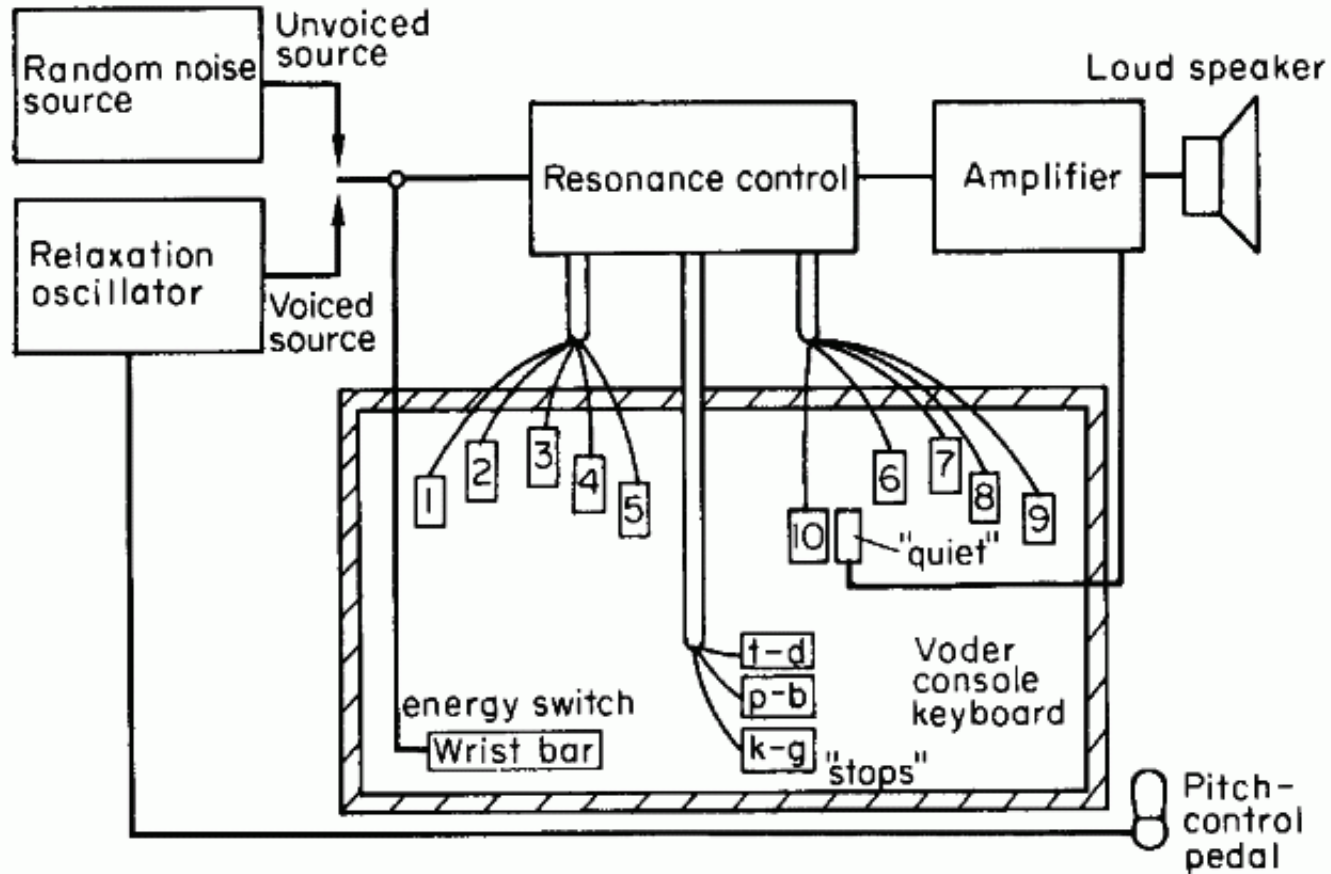 Unvoiced
source
Random noise
source
Loud speaker
Resonance control
Amplifier
Relaxation
oscillator
Voiced
source
1
2
3
4
5
10
6
7
8
9
"quiet"
t-d
p-b
k-g
"stops"
Voder
console
keyboard
energy switch
Wrist bar
Pitch-
control
pedal